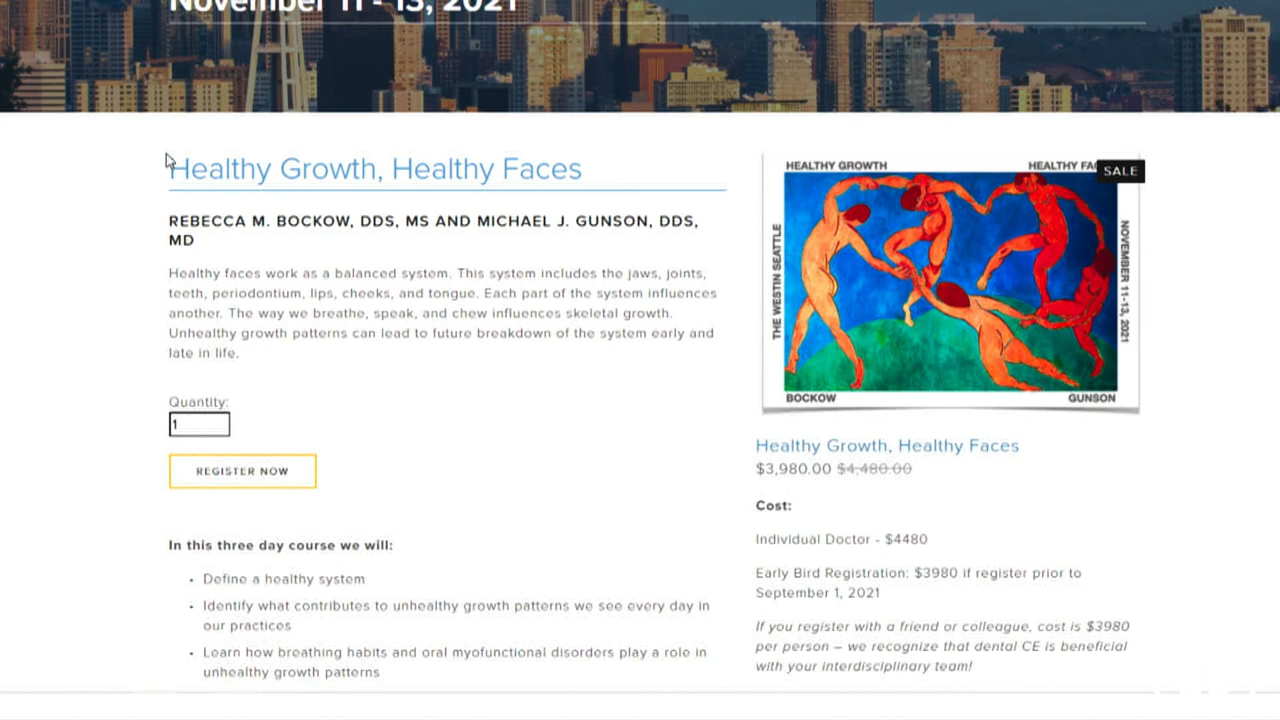 November 11 - 13, 2021
Healthy Growth, Healthy Faces
REBECCA M. BOCKOW, DDS, MS AND MICHAEL J. GUNSON, DDS,
MD
Healthy faces work as a balanced system. This system includes the jaws, joints,
teeth, periodontium, lips, cheeks, and tongue. Each part of the system influences
another. The way we breathe, speak, and chew influences skeletal growth.
Unhealthy growth patterns can lead to future breakdown of the system early and
late in life.
Quantity:
1
REGISTER NOW
In this three day course we will:
• Define a healthy system
• Identify what contributes to unhealthy growth patterns we see every day in
our practices
• Learn how breathing habits and oral myofunctional disorders play a role in
unhealthy growth patterns
HEALTHY GROWTH
HEALTHY FA
SALE
THE WESTIN SEATTLE
NOVEMBER 11-13, 2021
BOCKOW
GUNSON
Healthy Growth, Healthy Faces
$3,980.00 $4,480.00
Cost:
Individual Doctor - $4480
Early Bird Registration: $3980 if register prior to
September 1, 2021
If you register with a friend or colleague, cost is $3980
per person – we recognize that dental CE is beneficial
with your interdisciplinary team!